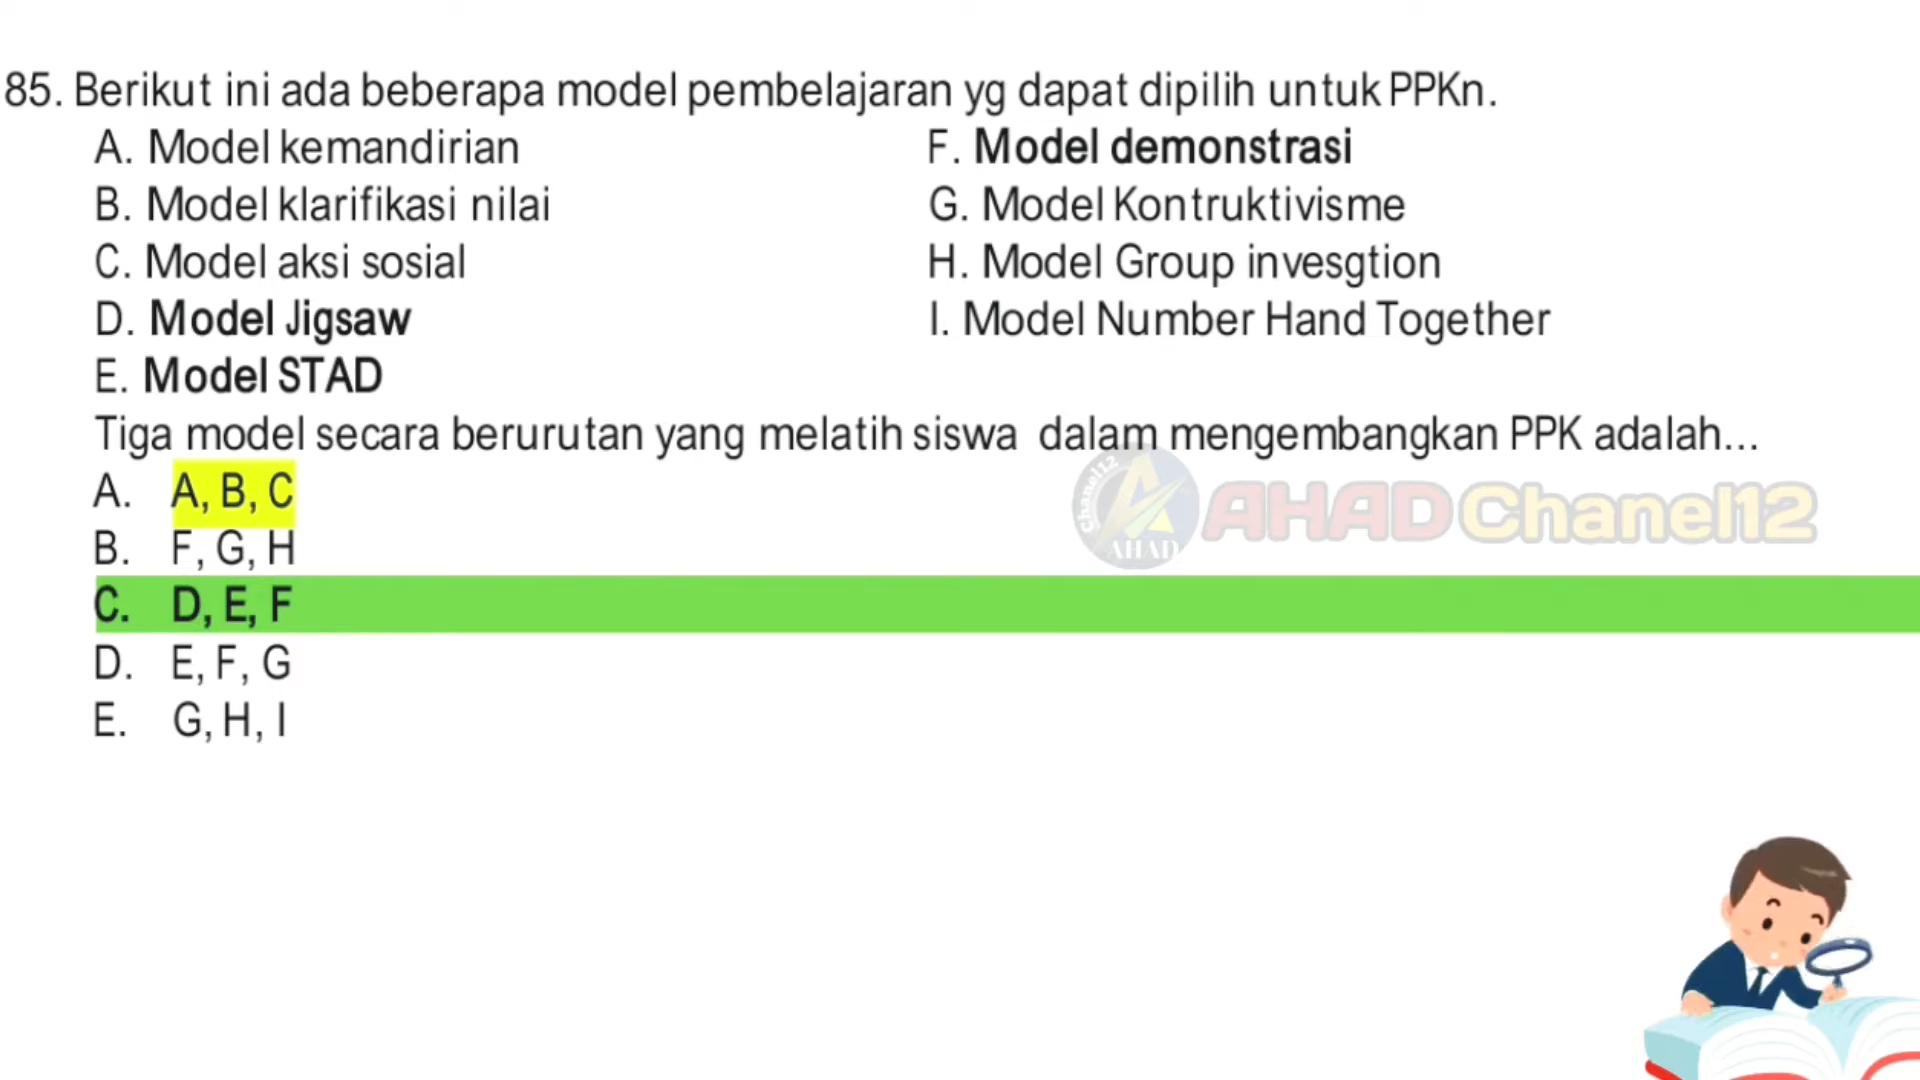 85. Berikut ini ada beberapa model pembelajaran yg dapat dipilih untuk PPKn.
A. Model kemandirian
B. Model klarifikasi nilai
C. Model aksi sosial
D. Model Jigsaw
E. Model STAD
F. Model demonstrasi
G. Model Kontruktivisme
H. Model Group invesgtion
I. Model Number Hand Together
Tiga model secara berurutan yang melatih siswa dalam mengembangkan PPK adalah...
A. A, B, C
B. F, G, H
C. D, E, F
D. E, F, G
E. G, H, I
Chanel12
AHAD
AHAD Chanel12